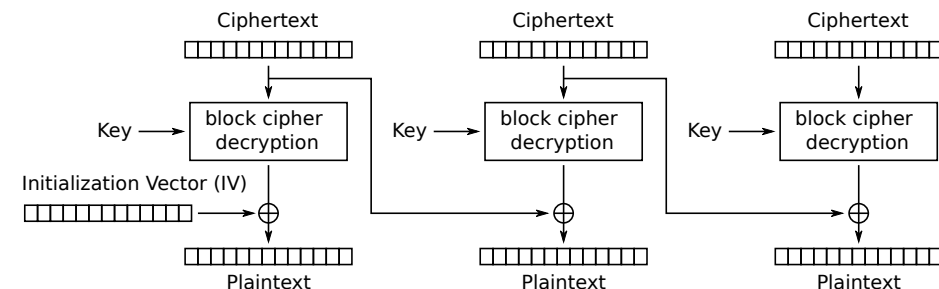 Ciphertext
Ciphertext
Ciphertext
Key
block cipher
decryption
Key
block cipher
decryption
Key
block cipher
decryption
Initialization Vector (IV)
Plaintext
Plaintext
Plaintext